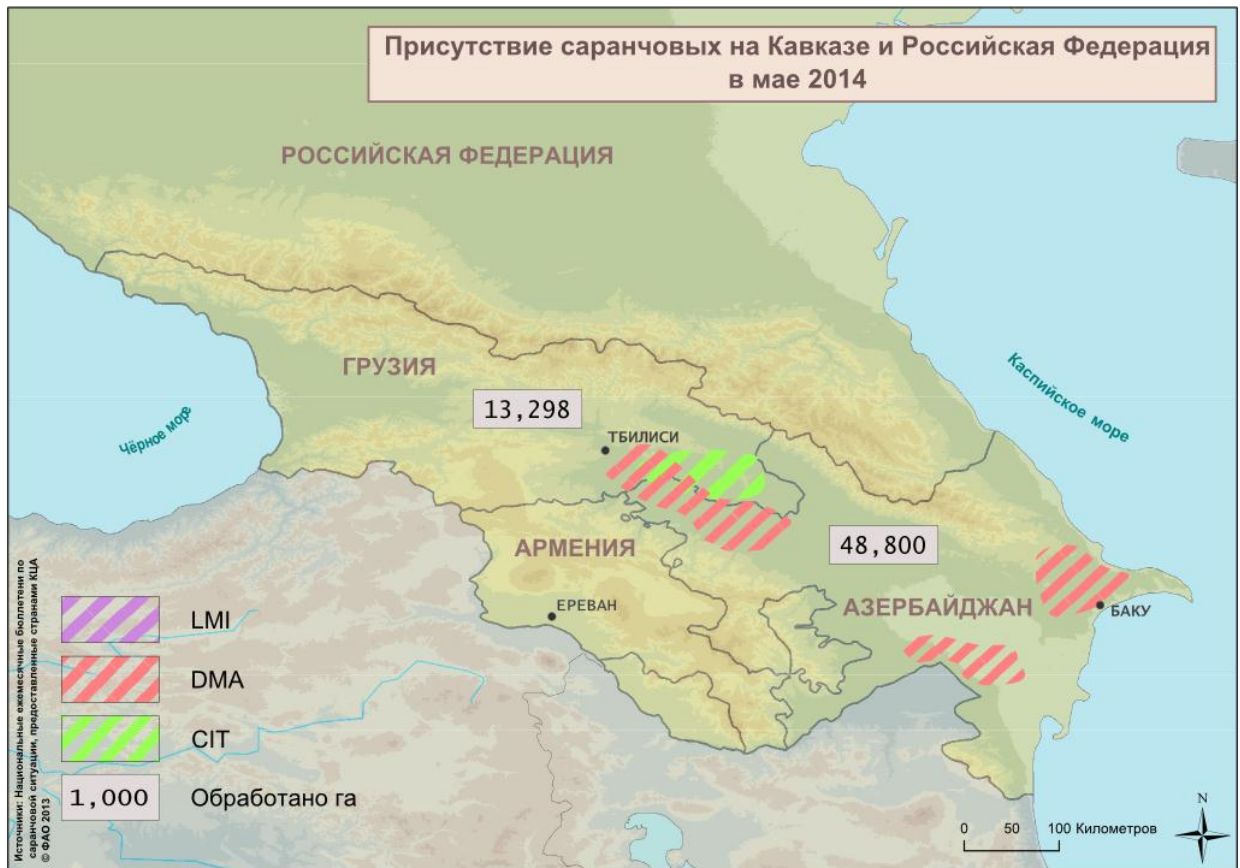 Присутствие саранчовых на Кавказе и Российская Федерация
в мае 2014
РОССИЙСКАЯ ФЕДЕРАЦИЯ
ГРУЗИЯ
13,298
Каспийское море
Чёрное море
ТБИЛИСИ
АРМЕНИЯ
48,800
ЕРЕВАН
АЗЕРБАЙДЖАН
БАКУ
LMI
DMA
CIT
1,000 Обработано га
Источники: Национальные ежемесячные бюллетени по
саранчовой ситуации, предоставленные странами КЦА
© ФАО 2013
0 50 100 Километров
N